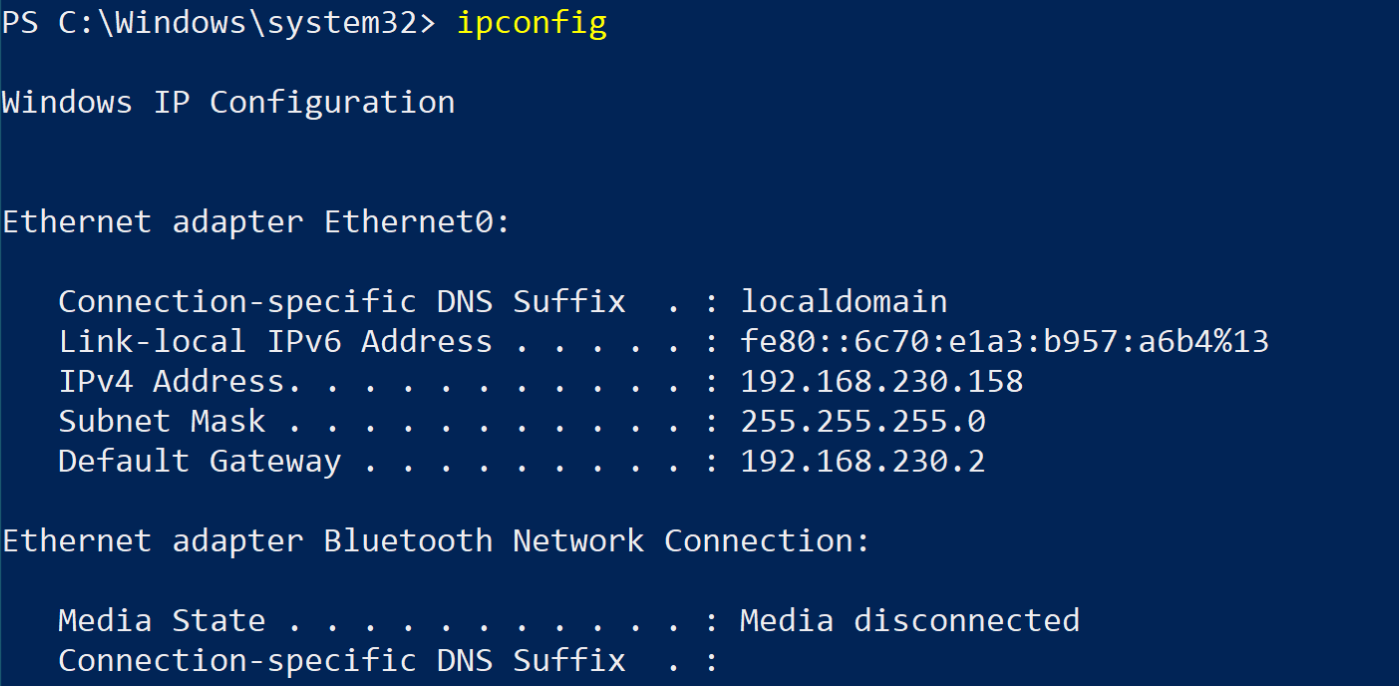 PS C:\Windows\system32> ipconfig
Windows IP Configuration
Ethernet adapter Ethernet0:
   Connection-specific DNS Suffix  . : localdomain
   Link-local IPv6 Address . . . . . : fe80::6c70:e1a3:b957:a6b4%13
   IPv4 Address. . . . . . . . . . . : 192.168.230.158
   Subnet Mask . . . . . . . . . . . : 255.255.255.0
   Default Gateway . . . . . . . . . : 192.168.230.2
Ethernet adapter Bluetooth Network Connection:
   Media State . . . . . . . . . . . : Media disconnected
   Connection-specific DNS Suffix  . :